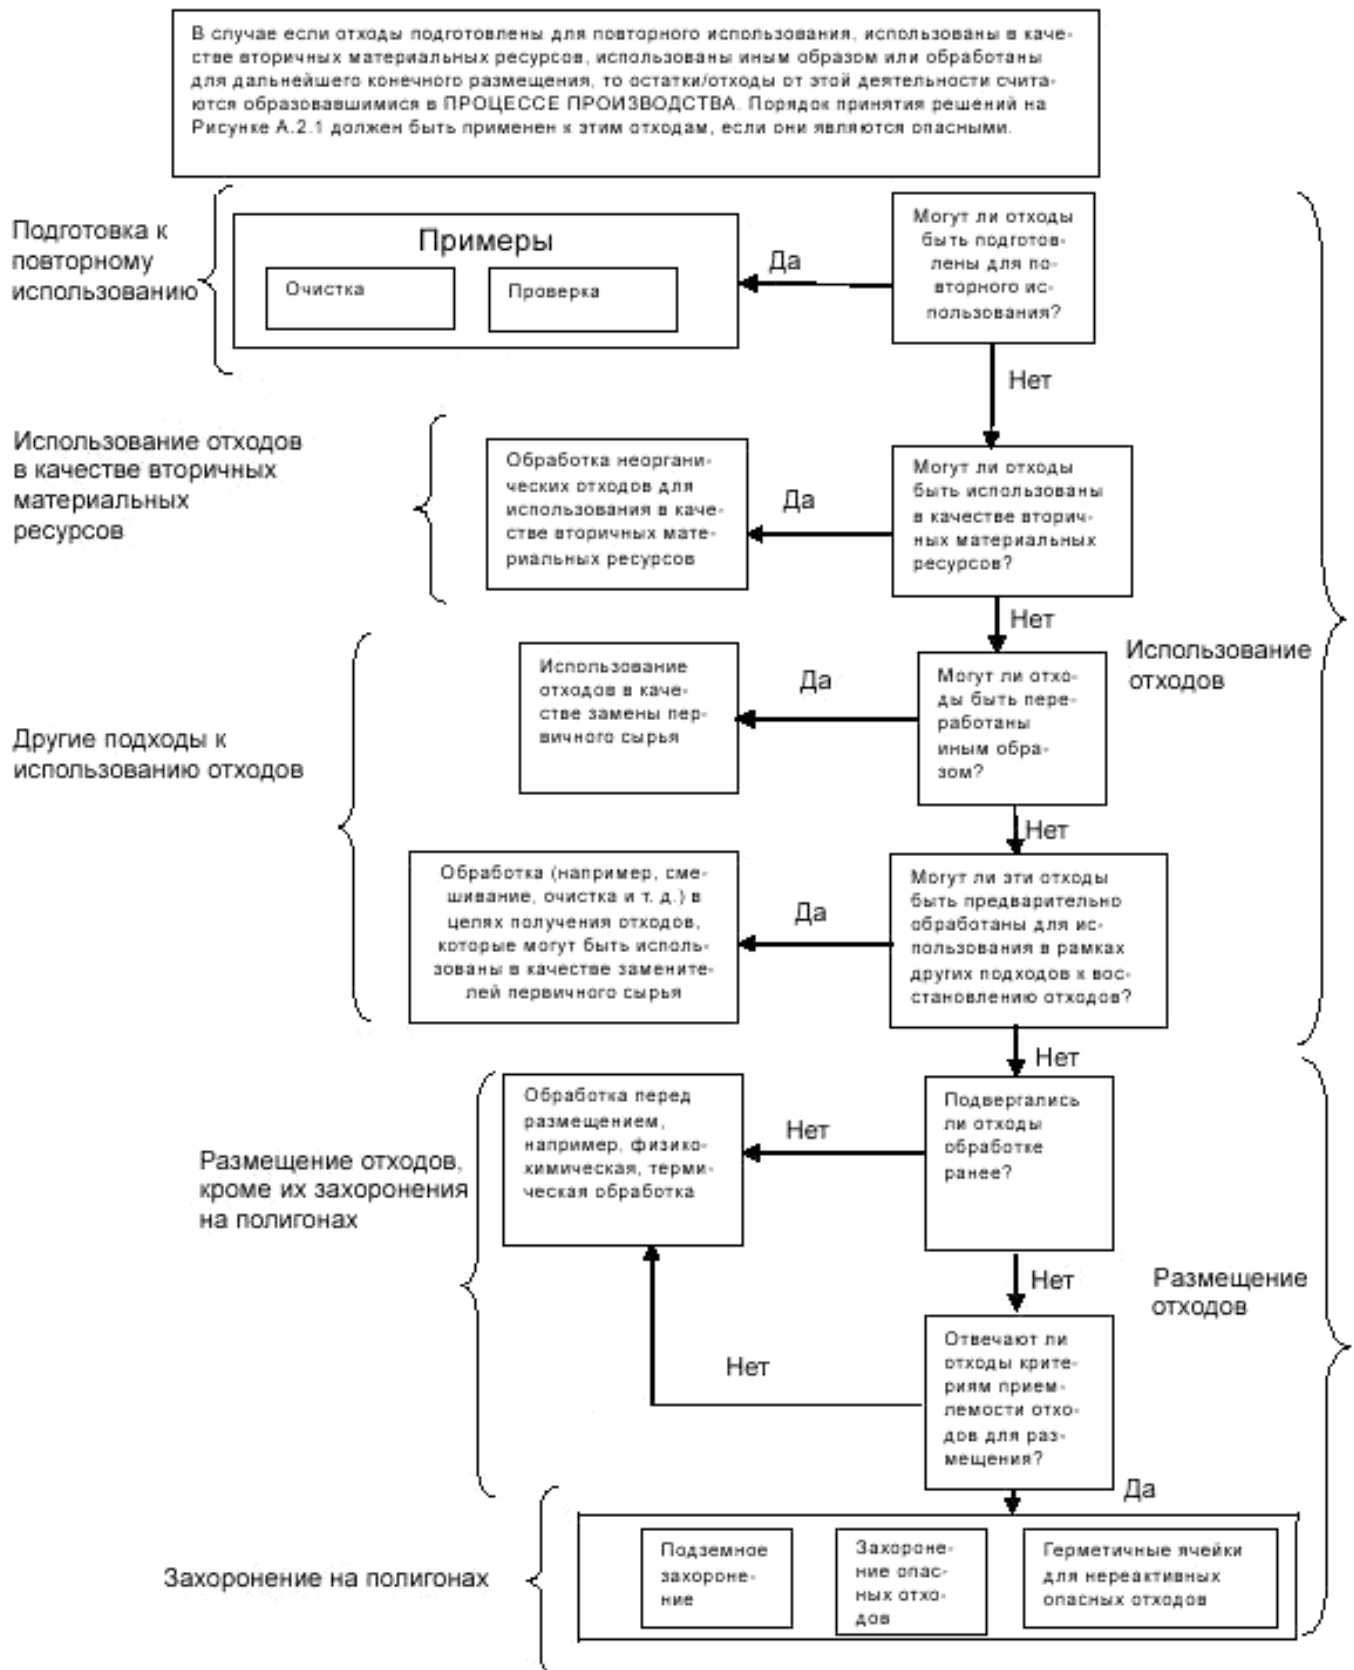 В случае если отходы подготовлены для повторного использования, использованы в каче-
стве вторичных материальных ресурсов, использованы иным образом или обработаны
для дальнейшего конечного размещения, то остатки/отходы от этой деятельности счита-
ются образовавшимися в ПРОЦЕССЕ ПРОИЗВОДСТВА. Порядок принятия решений на
Рисунке А.2.1 должен быть применен к этим отходам, если они являются опасными.
Подготовка к
повторному
использованию
Примеры
Очистка
Проверка
Да
Могут ли отходы
быть подготов-
лены для по-
вторного ис-
пользования?
Нет
Использование отходов
в качестве вторичных
материальных
ресурсов
Обработка неоргани-
ческих отходов для
использования в каче-
стве вторичных мате-
риальных ресурсов
Да
Могут ли отходы
быть использованы
в качестве вторич-
ных материальных
ресурсов?
Нет
Использование
отходов
Другие подходы к
использованию отходов
Использование
отходов в каче-
стве замены пер-
вичного сырья
Да
Могут ли отхо-
ды быть пере-
работаны
иным обра-
зом?
Нет
Обработка (например, сме-
шивание, очистка и т. д.) в
целях получения отходов,
которые могут быть исполь-
зованы в качестве замените-
лей первичного сырья
Да
Могут ли эти отходы
быть предварительно
обработаны для ис-
пользования в рамках
других подходов к вос-
становлению отходов?
Нет
Размещение отходов,
кроме их захоронения
на полигонах
Обработка перед
размещением,
например, физико-
химическая, терми-
ческая обработка
Нет
Подвергались
ли отходы
обработке
ранее?
Нет
Размещение
отходов
Нет
Отвечают ли
отходы крите-
риям прием-
лемости отхо-
дов для раз-
мещения?
Да
Захоронение на полигонах
Подземное
захороне-
ние
Захороне-
ние опас-
ных отхо-
дов
Герметичные ячейки
для нереактивных
опасных отходов